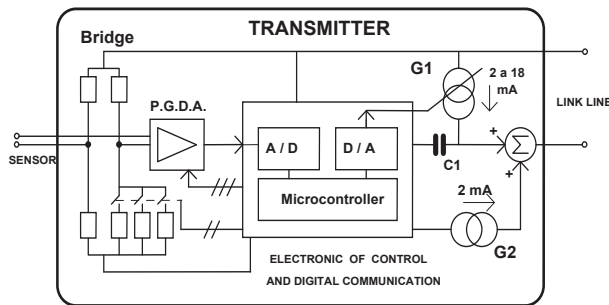 TRANSMITTER
Bridge
G1
2 a 18
mA
P.G.D.A.
LINK LINE
SENSOR
A / D
D / A
C1
+
Σ
+
Microcontroller
2 mA
G2
ELECTRONIC OF CONTROL
AND DIGITAL COMMUNICATION